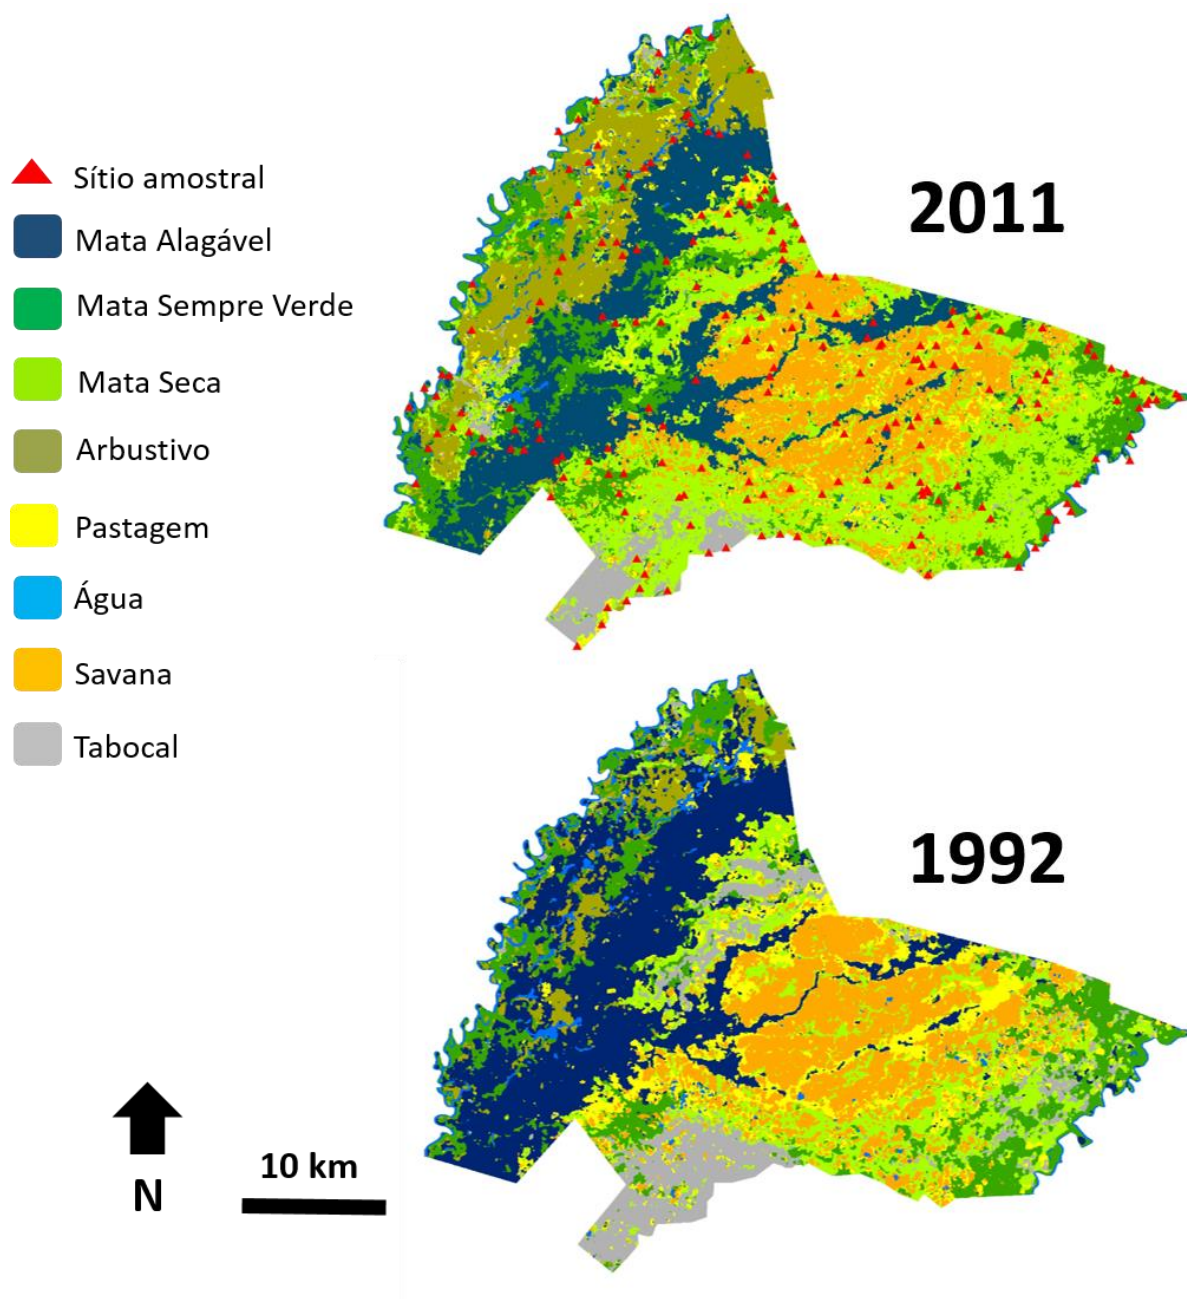 2011
Sítio amostral
Mata Alagável
Mata Sempre Verde
Mata Seca
Arbustivo
Pastagem
Água
Savana
Tabocal
1992
10 km
N